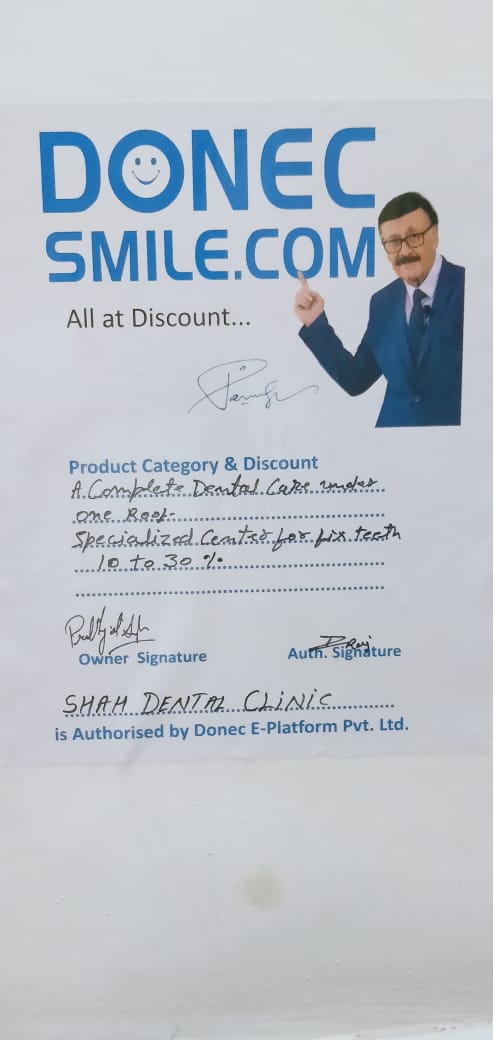 DONEC
SMILE.COM
All at Discount...
Product Category & Discount
A Complete Dental Care under
one Roof-
Specialized Center for fix teeth
10 to 30 %
Owner Signature
Auth. Signature
SHAH DENTAL CLINIC
is Authorised by Donec E-Platform Pvt. Ltd.